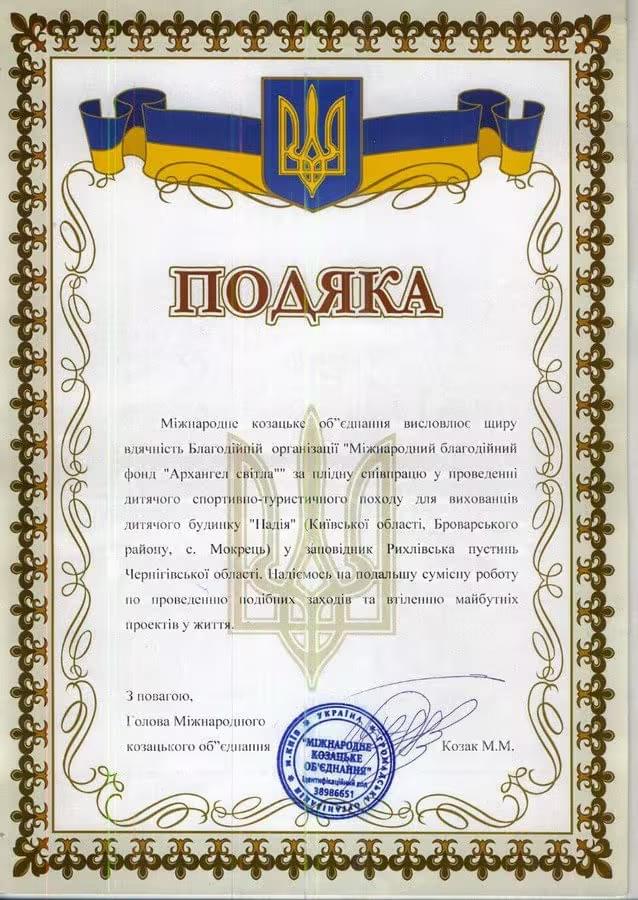 ПОДЯКА
Міжнародне козацьке об"єднання висловлює щиру
вдячність Благодійній організації "Міжнародний благодійний
фонд "Архангел світла"" за плідну співпрацю у проведенні
дитячого спортивно-туристичного походу для вихованців
дитячого будинку "Надія" (Київської області, Броварського
району, с. Мокрець) у заповідник Рихлівська пустинь
Чернігівської області. Надіємось на подальшу сумісну роботу
по проведенню подібних заходів та втіленню майбутніх
проектів у життя.
З повагою,
Голова Міжнародного
козацького об"єднання Козак М.М.
м.КИЇВ * УКРАЇНА * ГРОМАДСЬКА ОРГАНІЗАЦІЯ *
"МІЖНАРОДНЕ
КОЗАЦЬКЕ
ОБ'ЄДНАННЯ"
Ідентифікаційний код
38986651